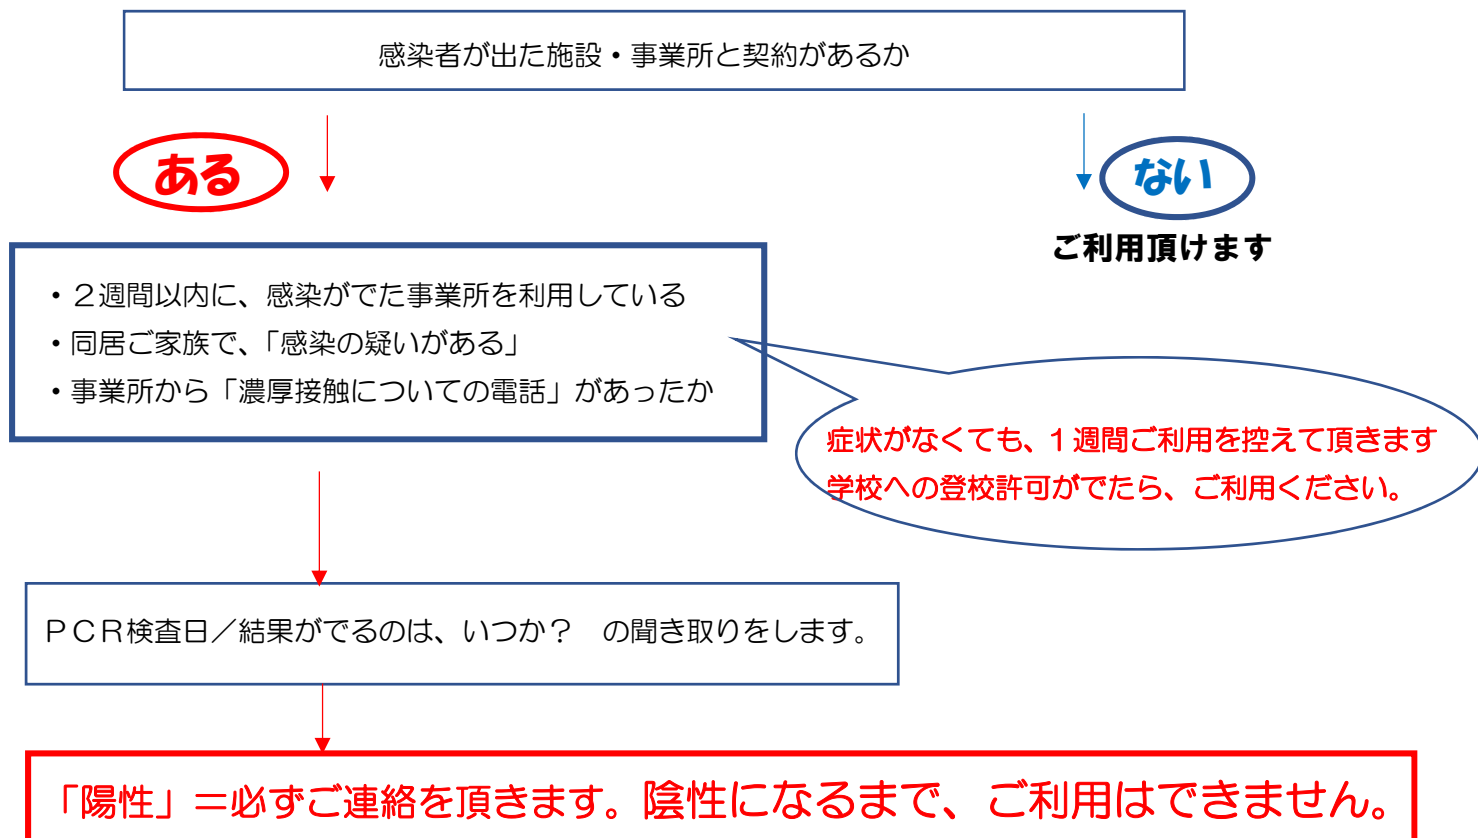 感染者が出た施設・事業所と契約があるか
ある
ない
ご利用頂けます
・２週間以内に、感染がでた事業所を利用している
・同居ご家族で、「感染の疑いがある」
・事業所から「濃厚接触についての電話」があったか
症状がなくても、１週間ご利用を控えて頂きます
学校への登校許可がでたら、ご利用ください。
ＰＣＲ検査日／結果がでるのは、いつか？　の聞き取りをします。
「陽性」＝必ずご連絡を頂きます。陰性になるまで、ご利用はできません。